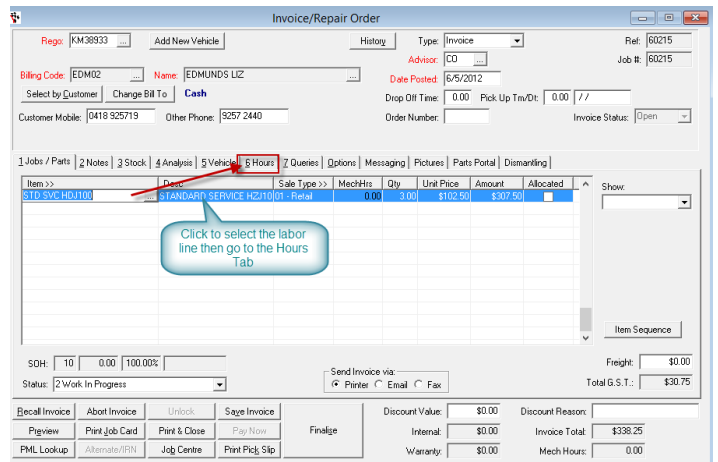 Invoice/Repair Order
Rego: KM38933 ... Add New Vehicle History Type: Invoice Ref: 60215
Advisor: CO ... Job #: 60215
Billing Code: EDM02 ... Name: EDMUNDS LIZ ... Date Posted: 6/5/2012
Select by Customer Change Bill To Cash Drop Off Time: 0.00 Pick Up Tm/Dt: 0.00 / /
Customer Mobile: 0418 925719 Other Phone: 9257 2440 Order Number: Invoice Status: Open
1 Jobs / Parts 2 Notes 3 Stock 4 Analysis 5 Vehicle 6 Hours 7 Queries Options Messaging Pictures Parts Portal Dismantling
Item >> Desc Sale Type >> MechHrs Qty Unit Price Amount Allocated Show:
STD SVC HDJ100 ... STANDARD SERVICE HZJ10 01 - Retail 0.00 3.00 $102.50 $307.50
Click to select the labor
line then go to the Hours
Tab
Item Sequence
SOH: 10 0.00 100.00% Freight: $0.00
Send Invoice via:
Status: 2 Work In Progress Printer Email Fax Total G.S.T.: $30.75
Recall Invoice Abort Invoice Unlock Save Invoice Discount Value: $0.00 Discount Reason:
Preview Print Job Card Print & Close Pay Now Finalise Internal: $0.00 Invoice Total: $338.25
PML Lookup Alternate/IRN Job Centre Print Pick Slip Warranty: $0.00 Mech Hours: 0.00